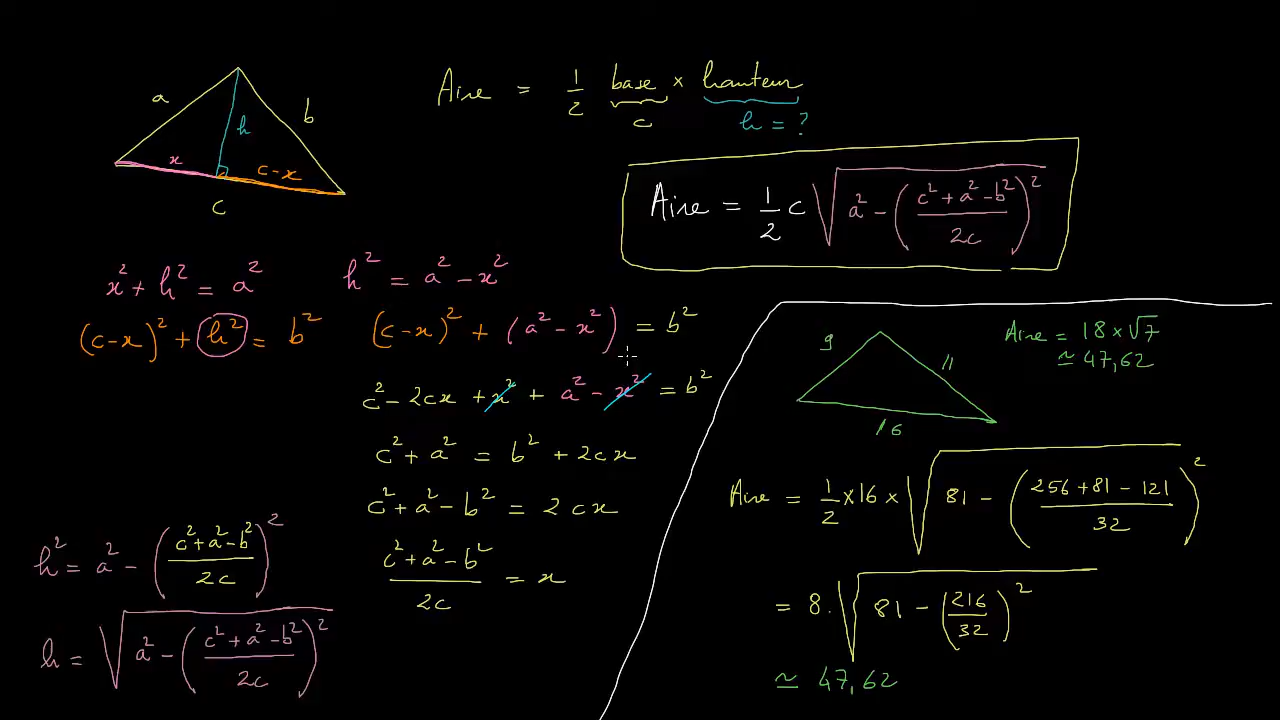 a
h
b
x
c-x
c
Aire = 1/2 base × hauteur
c
h = ?
Aire = 1/2 c √(a² - ((c² + a² - b²)/2c)²)
x² + h² = a²
h² = a² - x²
(c-x)² + h² = b²
(c-x)² + (a² - x²) = b²
c² - 2cx + x² + a² - x² = b²
c² + a² = b² + 2cx
c² + a² - b² = 2cx
(c² + a² - b²)/2c = x
h² = a² - ((c² + a² - b²)/2c)²
h = √(a² - ((c² + a² - b²)/2c)²)
9
11
16
Aire = 18 × √7
≃ 47,62
Aire = 1/2 × 16 × √(81 - ((256 + 81 - 121)/32)²)
= 8 . √(81 - (216/32)²)
≃ 47,62